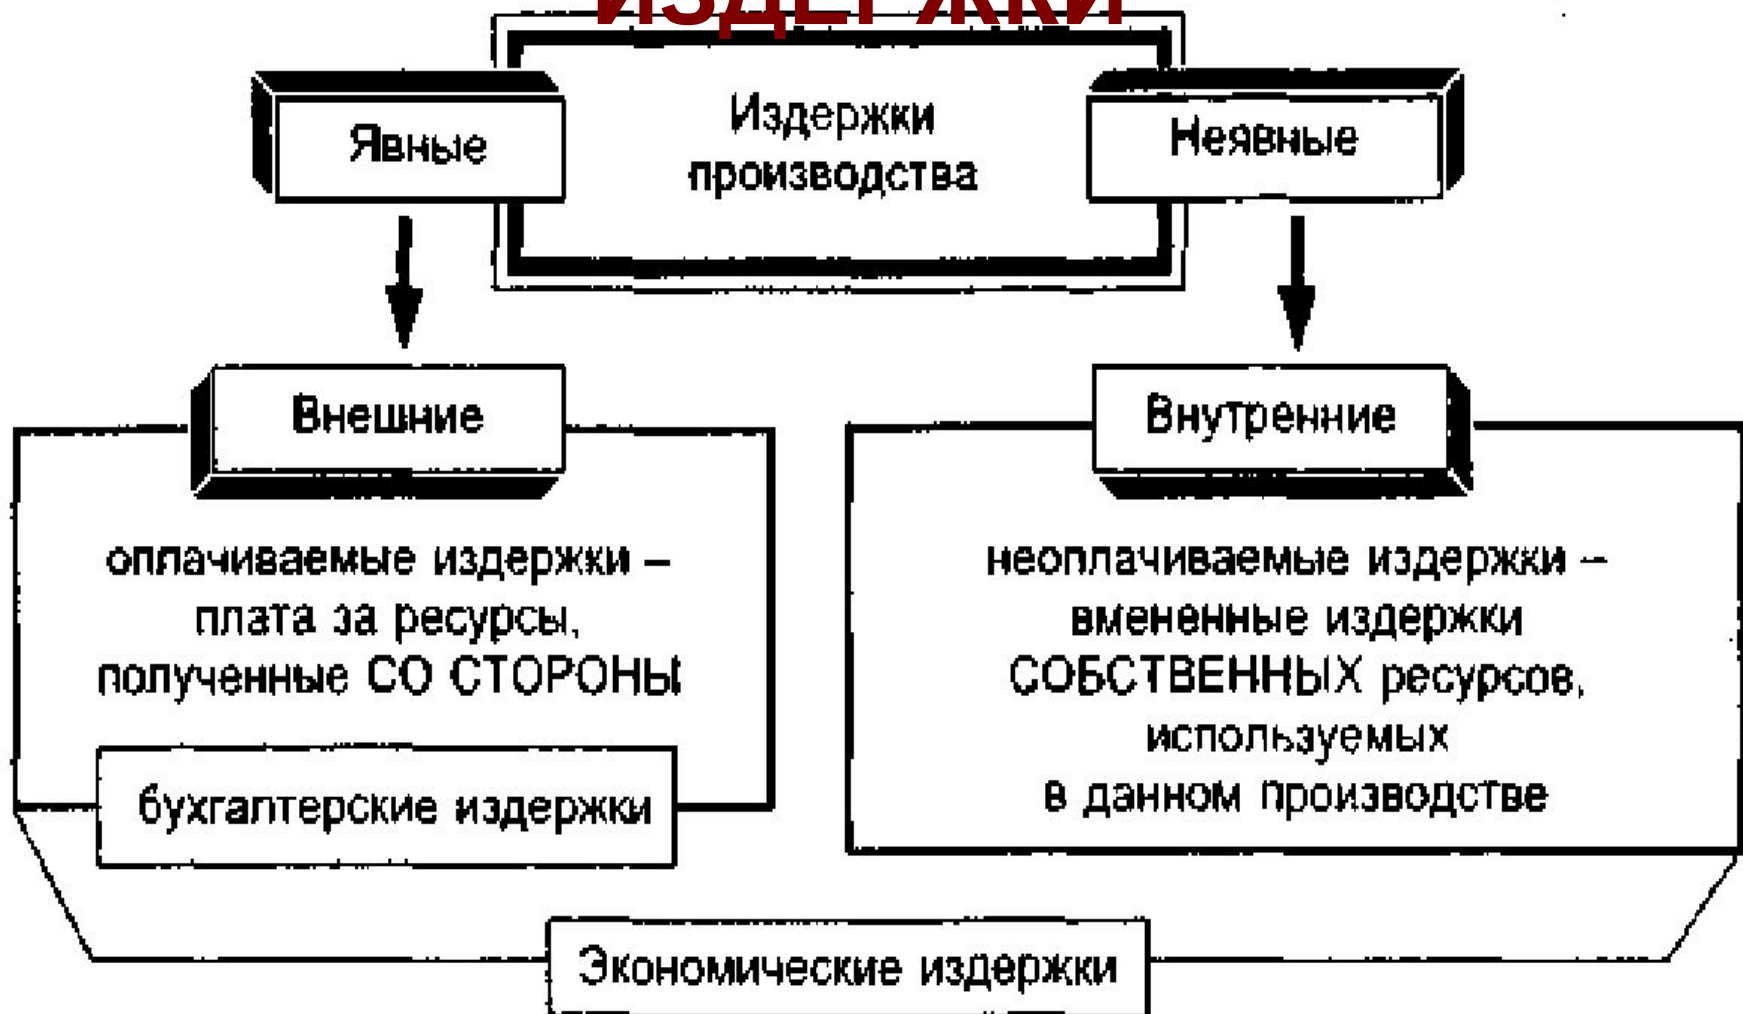 ИЗДЕРЖКИ
Издержки
производства
Явные
Неявные
Внешние
оплачиваемые издержки –
плата за ресурсы,
полученные СО СТОРОНЫ
бухгалтерские издержки
Внутренние
неоплачиваемые издержки –
вмененные издержки
СОБСТВЕННЫХ ресурсов,
используемых
в данном производстве
Экономические издержки